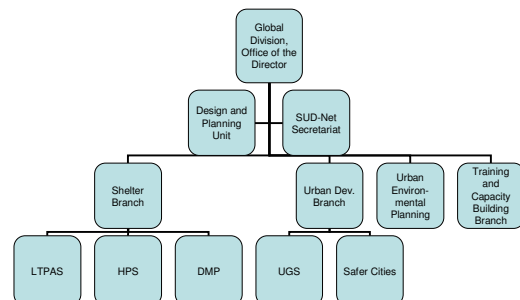 Global
Division,
Office of the
Director
Design and
Planning
Unit
SUD-Net
Secretariat
Shelter
Branch
Urban Dev.
Branch
Urban
Environ-
mental
Planning
Training
and
Capacity
Building
Branch
LTPAS
HPS
DMP
UGS
Safer Cities